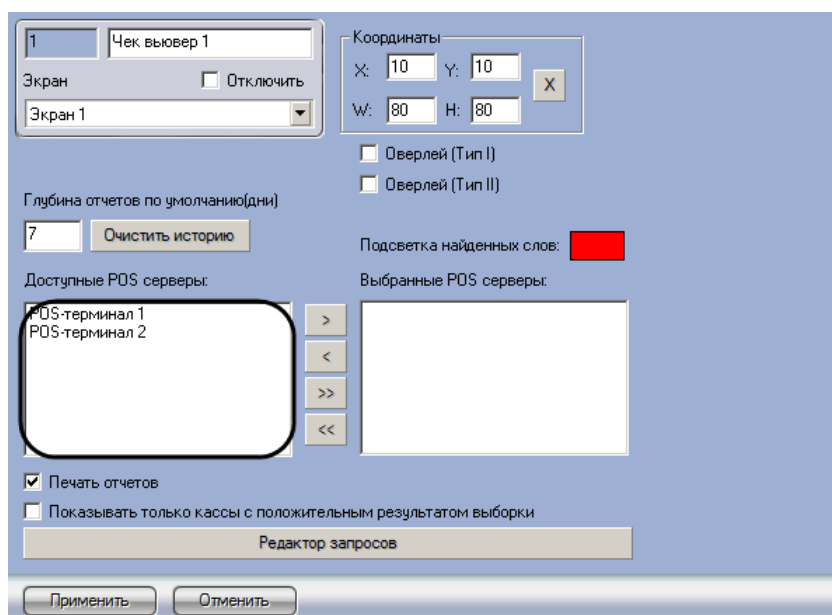 1
Чек вьювер 1
Экран
Отключить
Экран 1
Координаты
X: 10 Y: 10
X
W: 80 H: 80
Оверлей (Тип I)
Оверлей (Тип II)
Глубина отчетов по умолчанию(дни)
7
Очистить историю
Подсветка найденных слов:
Доступные POS серверы:
Выбранные POS серверы:
POS-терминал 1
POS-терминал 2
>
<
>>
<<
Печать отчетов
Показывать только кассы с положительным результатом выборки
Редактор запросов
Применить
Отменить